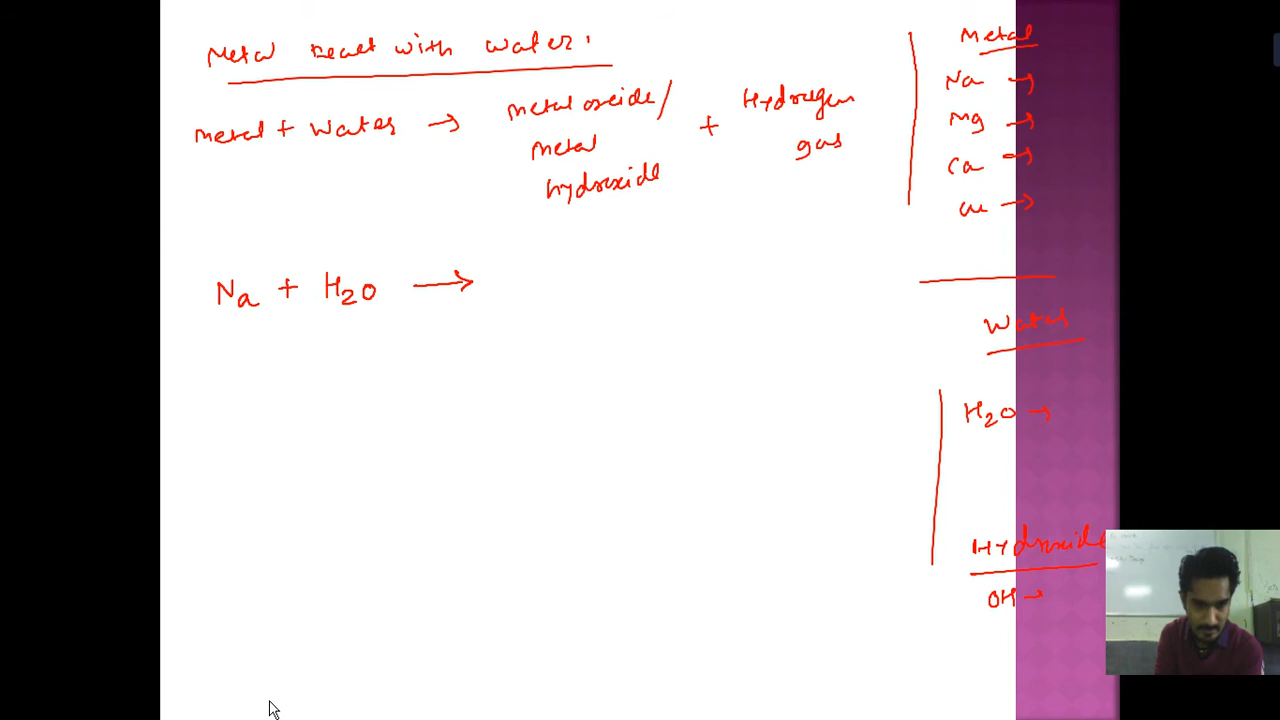 Metal React with water:
Metal + Water → Metal oxide/ + Hydrogen
Metal gas
hydroxide
Na + H2O →
Metal
Na →
Mg →
Ca →
Cu →
Water
H2O →
Hydroxide
OH →